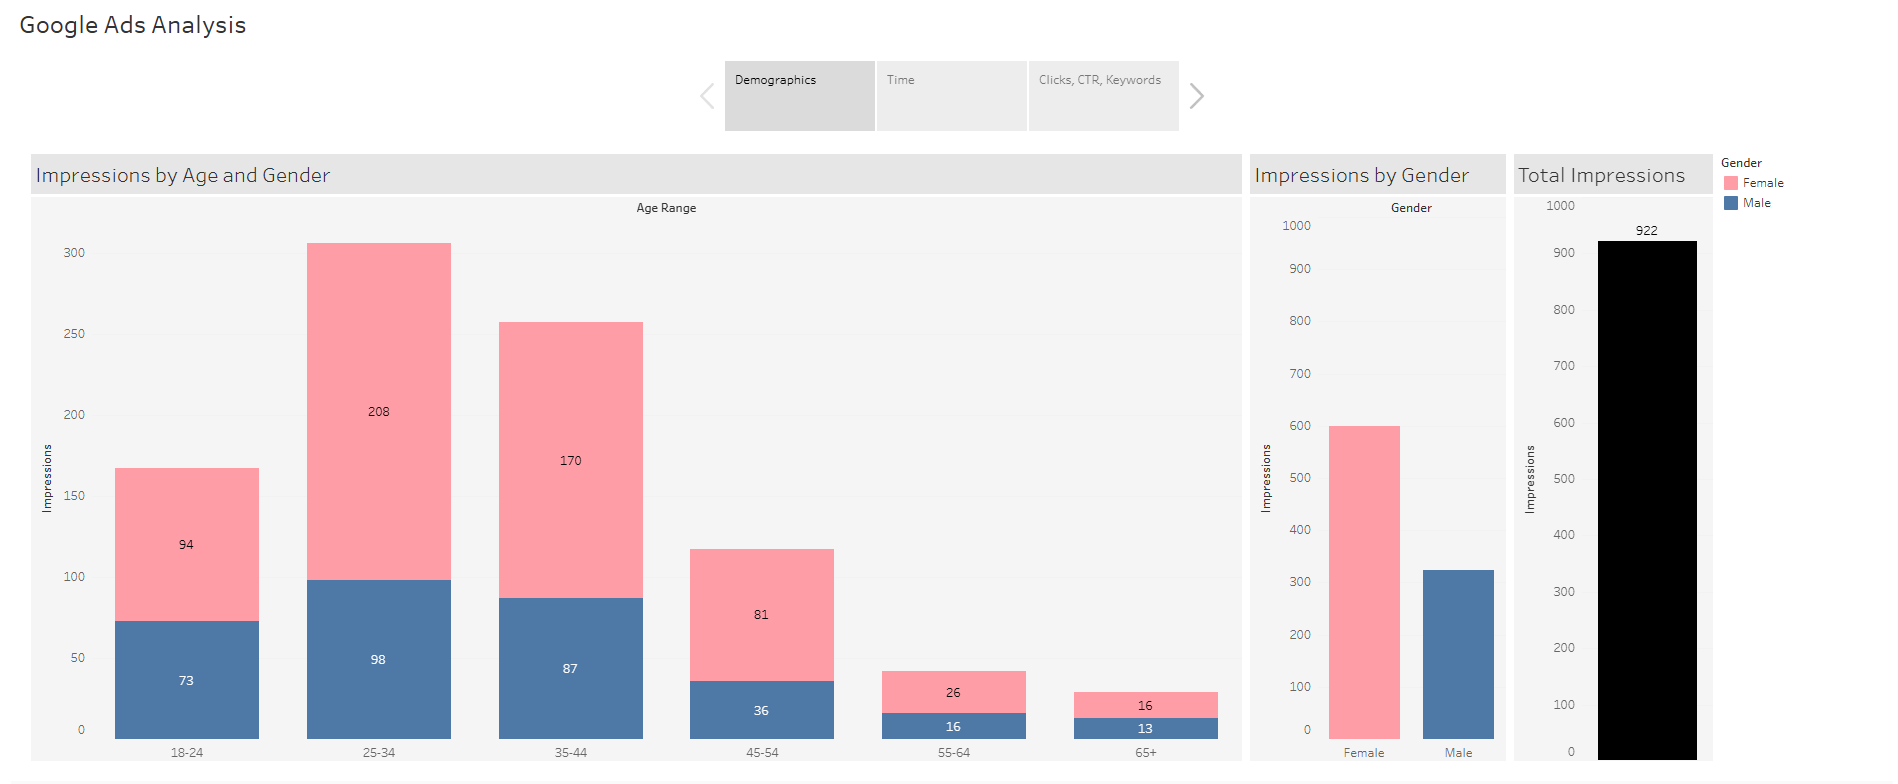 Google Ads Analysis
Demographics
Time
Clicks, CTR, Keywords
Impressions by Age and Gender
Age Range
Impressions
300
250
200
150
100
50
0
94
73
208
98
170
87
81
36
26
16
16
13
18-24
25-34
35-44
45-54
55-64
65+
Impressions by Gender
Gender
Impressions
1000
900
800
700
600
500
400
300
200
100
0
Female
Male
Total Impressions
Impressions
1000
900
800
700
600
500
400
300
200
100
0
922
Gender
Female
Male